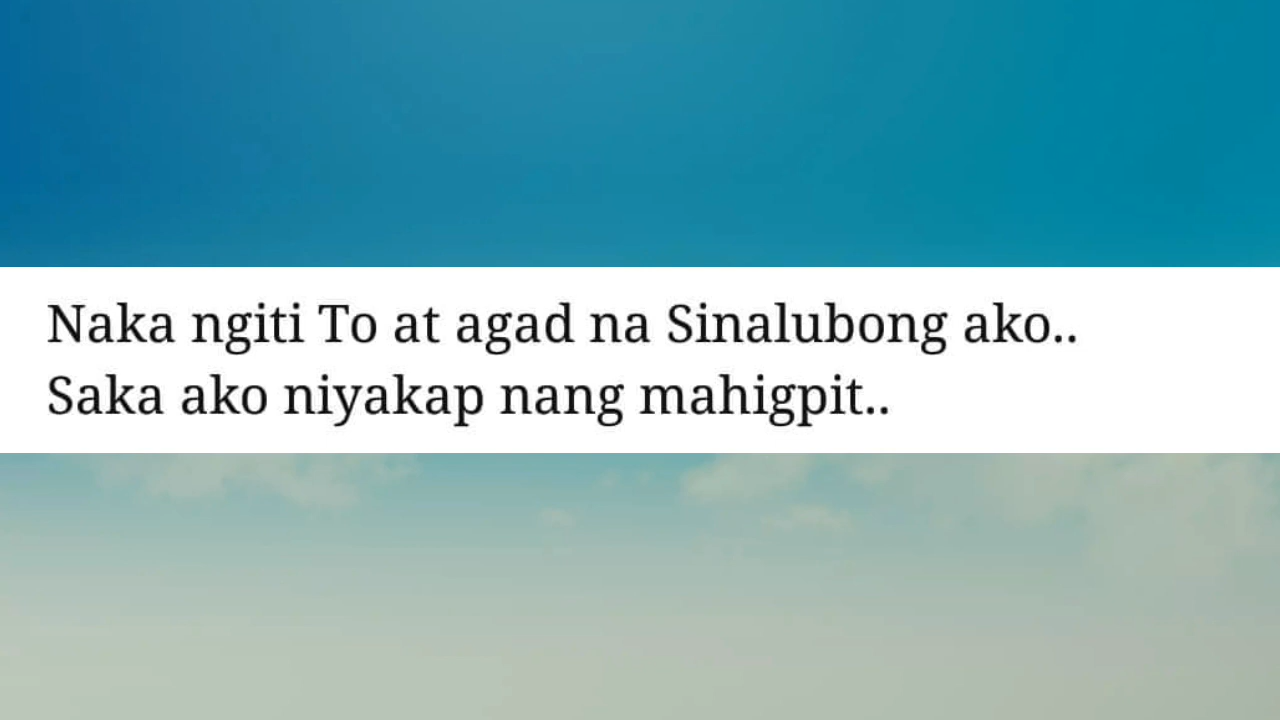 Naka ngiti To at agad na Sinalubong ako..
Saka ako niyakap nang mahigpit..